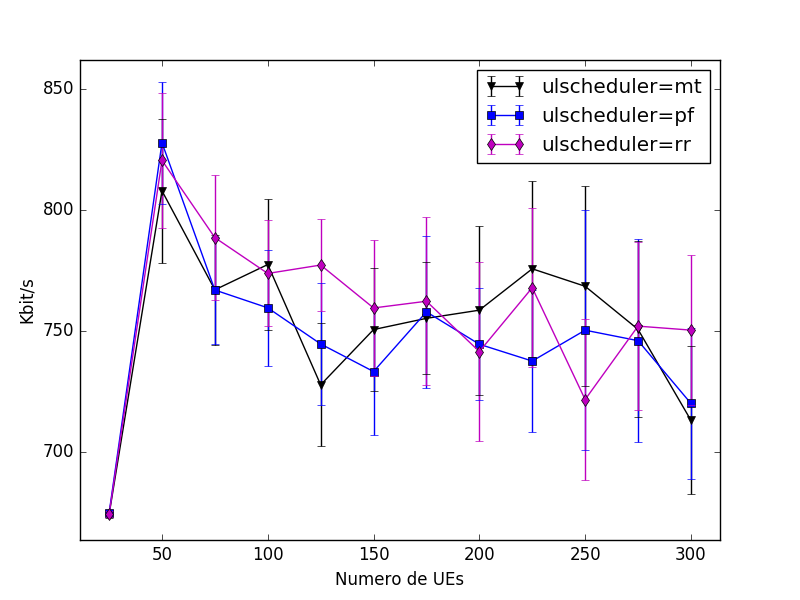 850
800
750
700
Kbit/s
ulscheduler=mt
ulscheduler=pf
ulscheduler=rr
50 100 150 200 250 300
Numero de UEs